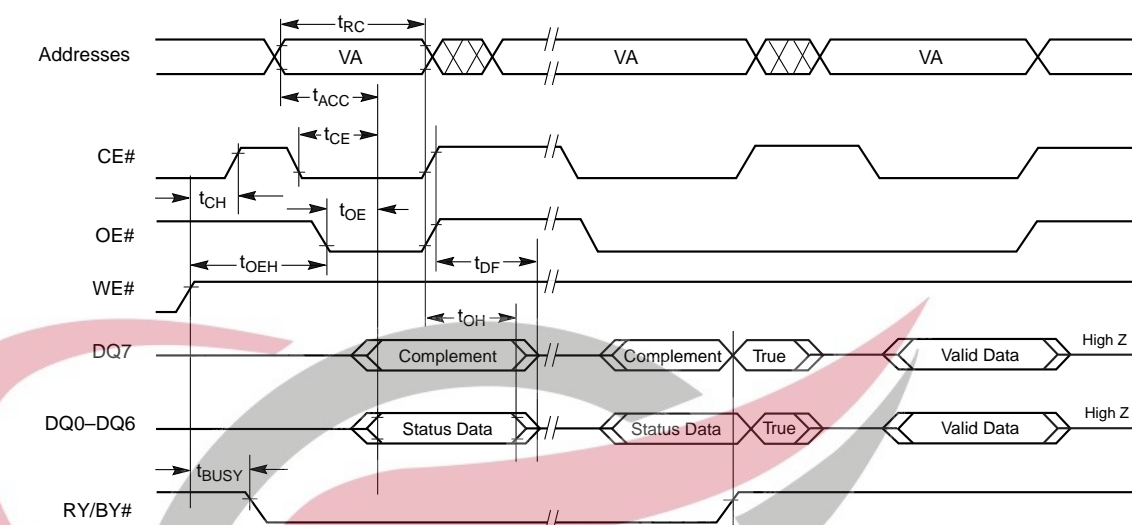 tRC
Addresses VA VA VA
tACC
tCE
CE#
tCH
tOE
OE#
tOEH tDF
WE#
tOH
DQ7 Complement Complement True Valid Data High Z
DQ0–DQ6 Status Data Status Data True Valid Data High Z
tBUSY
RY/BY#